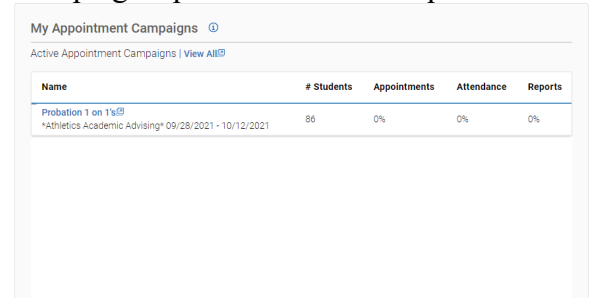 My Appointment Campaigns
Active Appointment Campaigns | View All
Name # Students Appointments Attendance Reports
Probation 1 on 1's
*Athletics Academic Advising* 09/28/2021 - 10/12/2021 86 0% 0% 0%